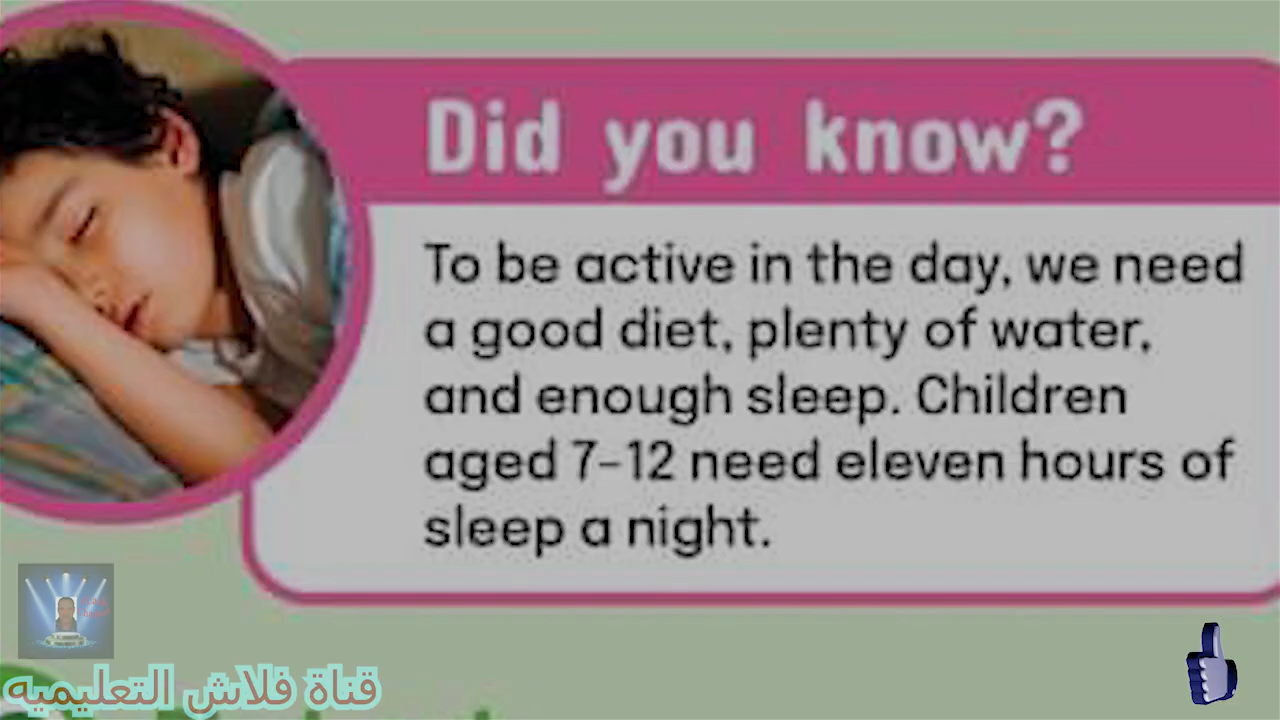 Did you know?
To be active in the day, we need
a good diet, plenty of water,
and enough sleep. Children
aged 7-12 need eleven hours of
sleep a night.
قناة فلاش التعليميه